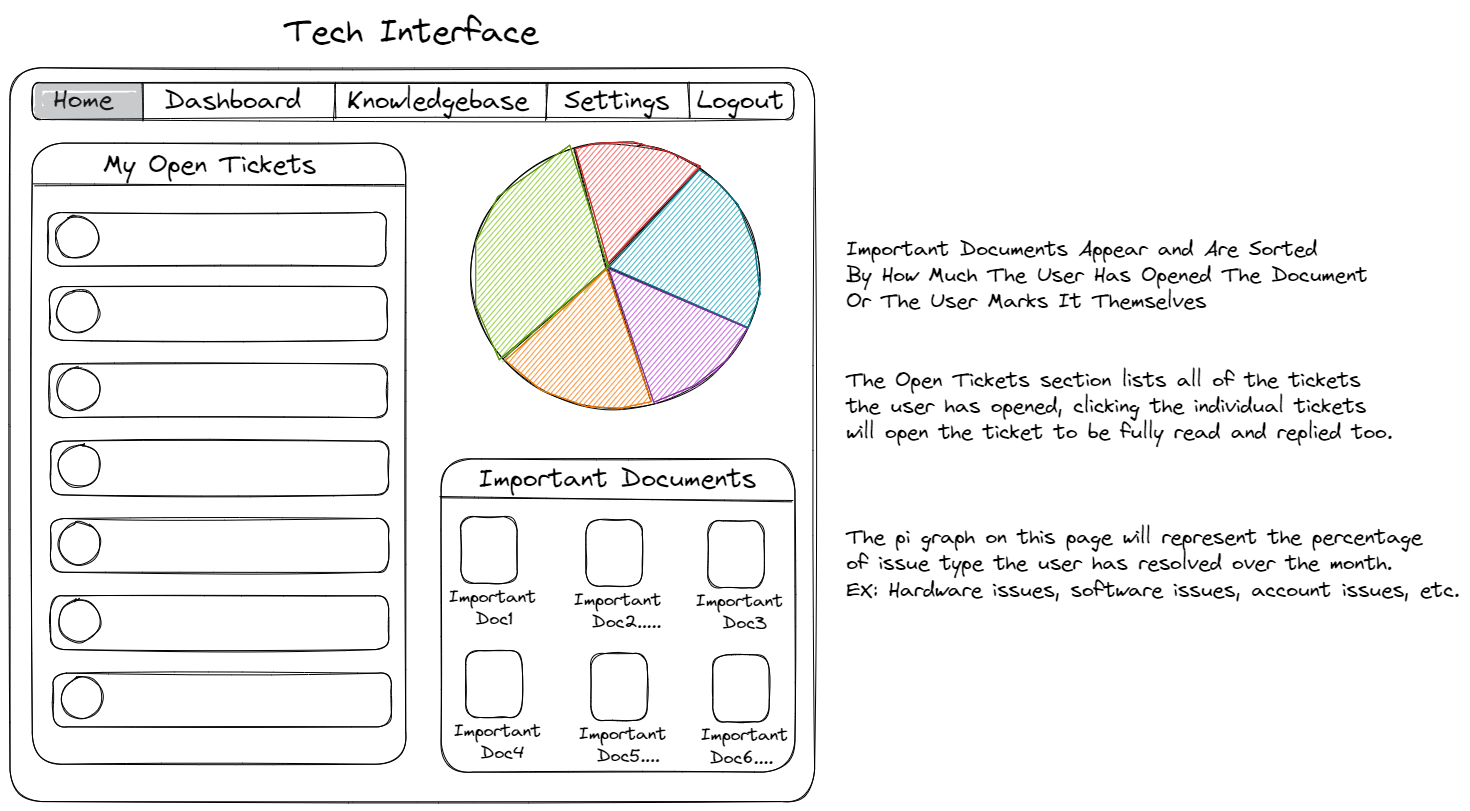 Tech Interface
Home Dashboard Knowledgebase Settings Logout
My Open Tickets
Important Documents
Important
Doc1
Important
Doc2.....
Important
Doc3
Important
Doc4
Important
Doc5....
Important
Doc6....
Important Documents Appear and Are Sorted
By How Much The User Has Opened The Document
Or The User Marks It Themselves
The Open Tickets section lists all of the tickets
the user has opened, clicking the individual tickets
will open the ticket to be fully read and replied too.
The pi graph on this page will represent the percentage
of issue type the user has resolved over the month.
EX: Hardware issues, software issues, account issues, etc.